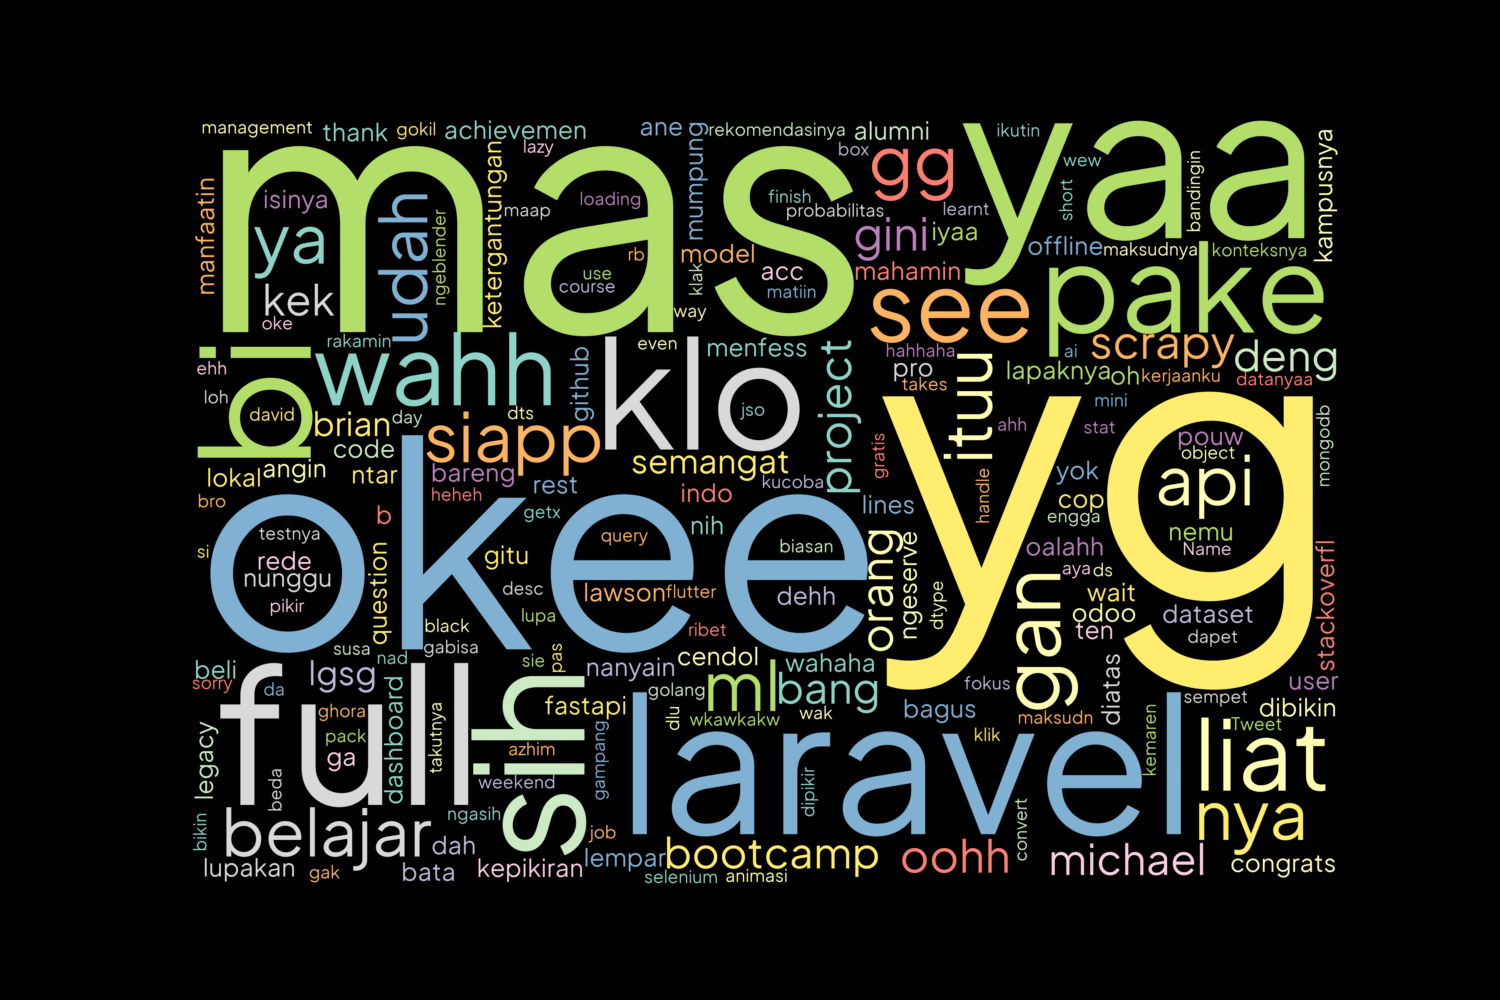 management
thank
gokil
achievemen
ane
rekomendasinya
alumni
ikutin
mas
yaa
lazy
box
gg
wew
short
bandingin
kampusnya
manfaatin
isinya
udah
ngeblender
ketergantungan
maap
loading
mumpung
finish
probabilitas
learnt
ya
gini
iyaa
offline
maksudnya
konteksnya
kek
oke
use
course
rb
model
klak
acc
matiin
mahamin
way
see
pake
rakamin
ehh
loh
bi
david
wahh
github
even
klo
jso
menfess
project
hahhaha
pro
takes
ituu
ai
lapaknya
oh
scrapy
kerjaanku
deng
datanyaa
brian
day
code
dts
siapp
mini
ahh
stat
gratis
yg
pouw
object
mongodb
lokal
angin
ntar
bareng
heheh
rest
semangat
indo
kucoba
yok
api
bro
b
getx
nih
lines
handle
cop
engga
nemu
Name
okee
testnya
rede
nunggu
pikir
si
question
gitu
desc
query
biasan
lawson
flutter
dehh
orang
ngeserve
dtype
oalahh
aya
ds
wait
odoo
ten
gan
dataset
dapet
stackoverfl
black
gabisa
lupa
ribet
susa
nad
beli
sorry
da
lgsg
sie
pas
nanyain
cendol
wahaha
fokus
diatas
user
full
ghora
pack
ga
dashboard
takutnya
sih
fastapi
golang
ml
bang
bagus
maksudn
sempet
dibikin
dlu
wkawkakw
wak
klik
kemaren
Tweet
legacy
beda
azhim
weekend
gampang
laravel
dipikir
liat
bikin
belajar
ngasih
job
convert
nya
dah
lupakan
gak
bata
kepikiran
lempar
bootcamp
oohh
michael
congrats
selenium
animasi